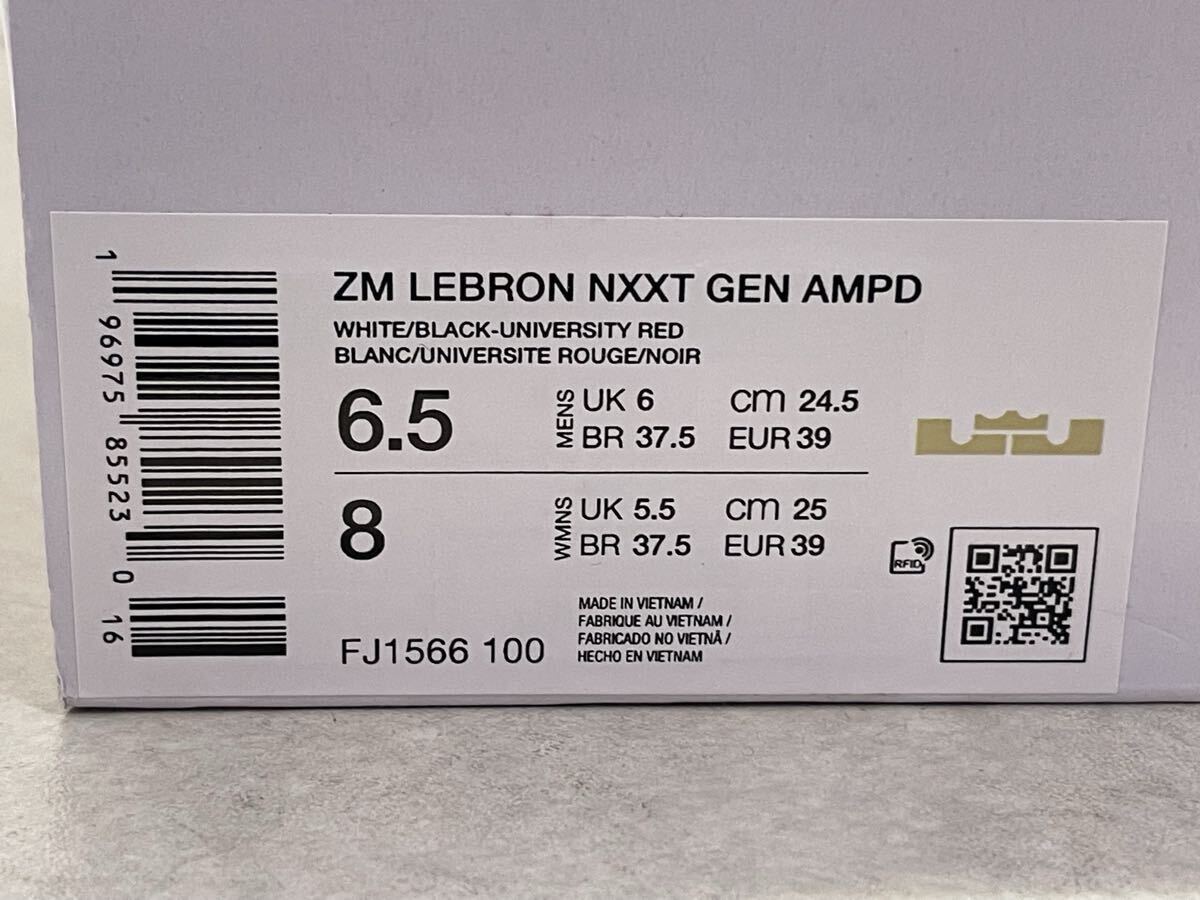 ZM LEBRON NXXT GEN AMPD
WHITE/BLACK-UNIVERSITY RED
BLANC/UNIVERSITE ROUGE/NOIR
6.5 MENS UK 6 cm 24.5
BR 37.5 EUR 39
8 WMNS UK 5.5 cm 25
BR 37.5 EUR 39
FJ1566 100
MADE IN VIETNAM /
FABRIQUE AU VIETNAM /
FABRICADO NO VIETNÃ /
HECHO EN VIETNAM
RFID
1 96975 85523 0 16